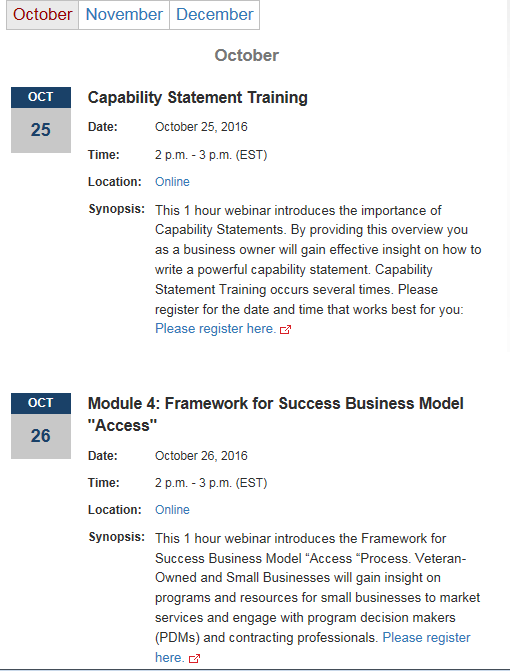 October November December
October
OCT
25
Capability Statement Training
Date: October 25, 2016
Time: 2 p.m. - 3 p.m. (EST)
Location: Online
Synopsis: This 1 hour webinar introduces the importance of
Capability Statements. By providing this overview you
as a business owner will gain effective insight on how to
write a powerful capability statement. Capability
Statement Training occurs several times. Please
register for the date and time that works best for you:
Please register here.
OCT
26
Module 4: Framework for Success Business Model
"Access"
Date: October 26, 2016
Time: 2 p.m. - 3 p.m. (EST)
Location: Online
Synopsis: This 1 hour webinar introduces the Framework for
Success Business Model “Access “Process. Veteran-
Owned and Small Businesses will gain insight on
programs and resources for small businesses to market
services and engage with program decision makers
(PDMs) and contracting professionals. Please register
here.